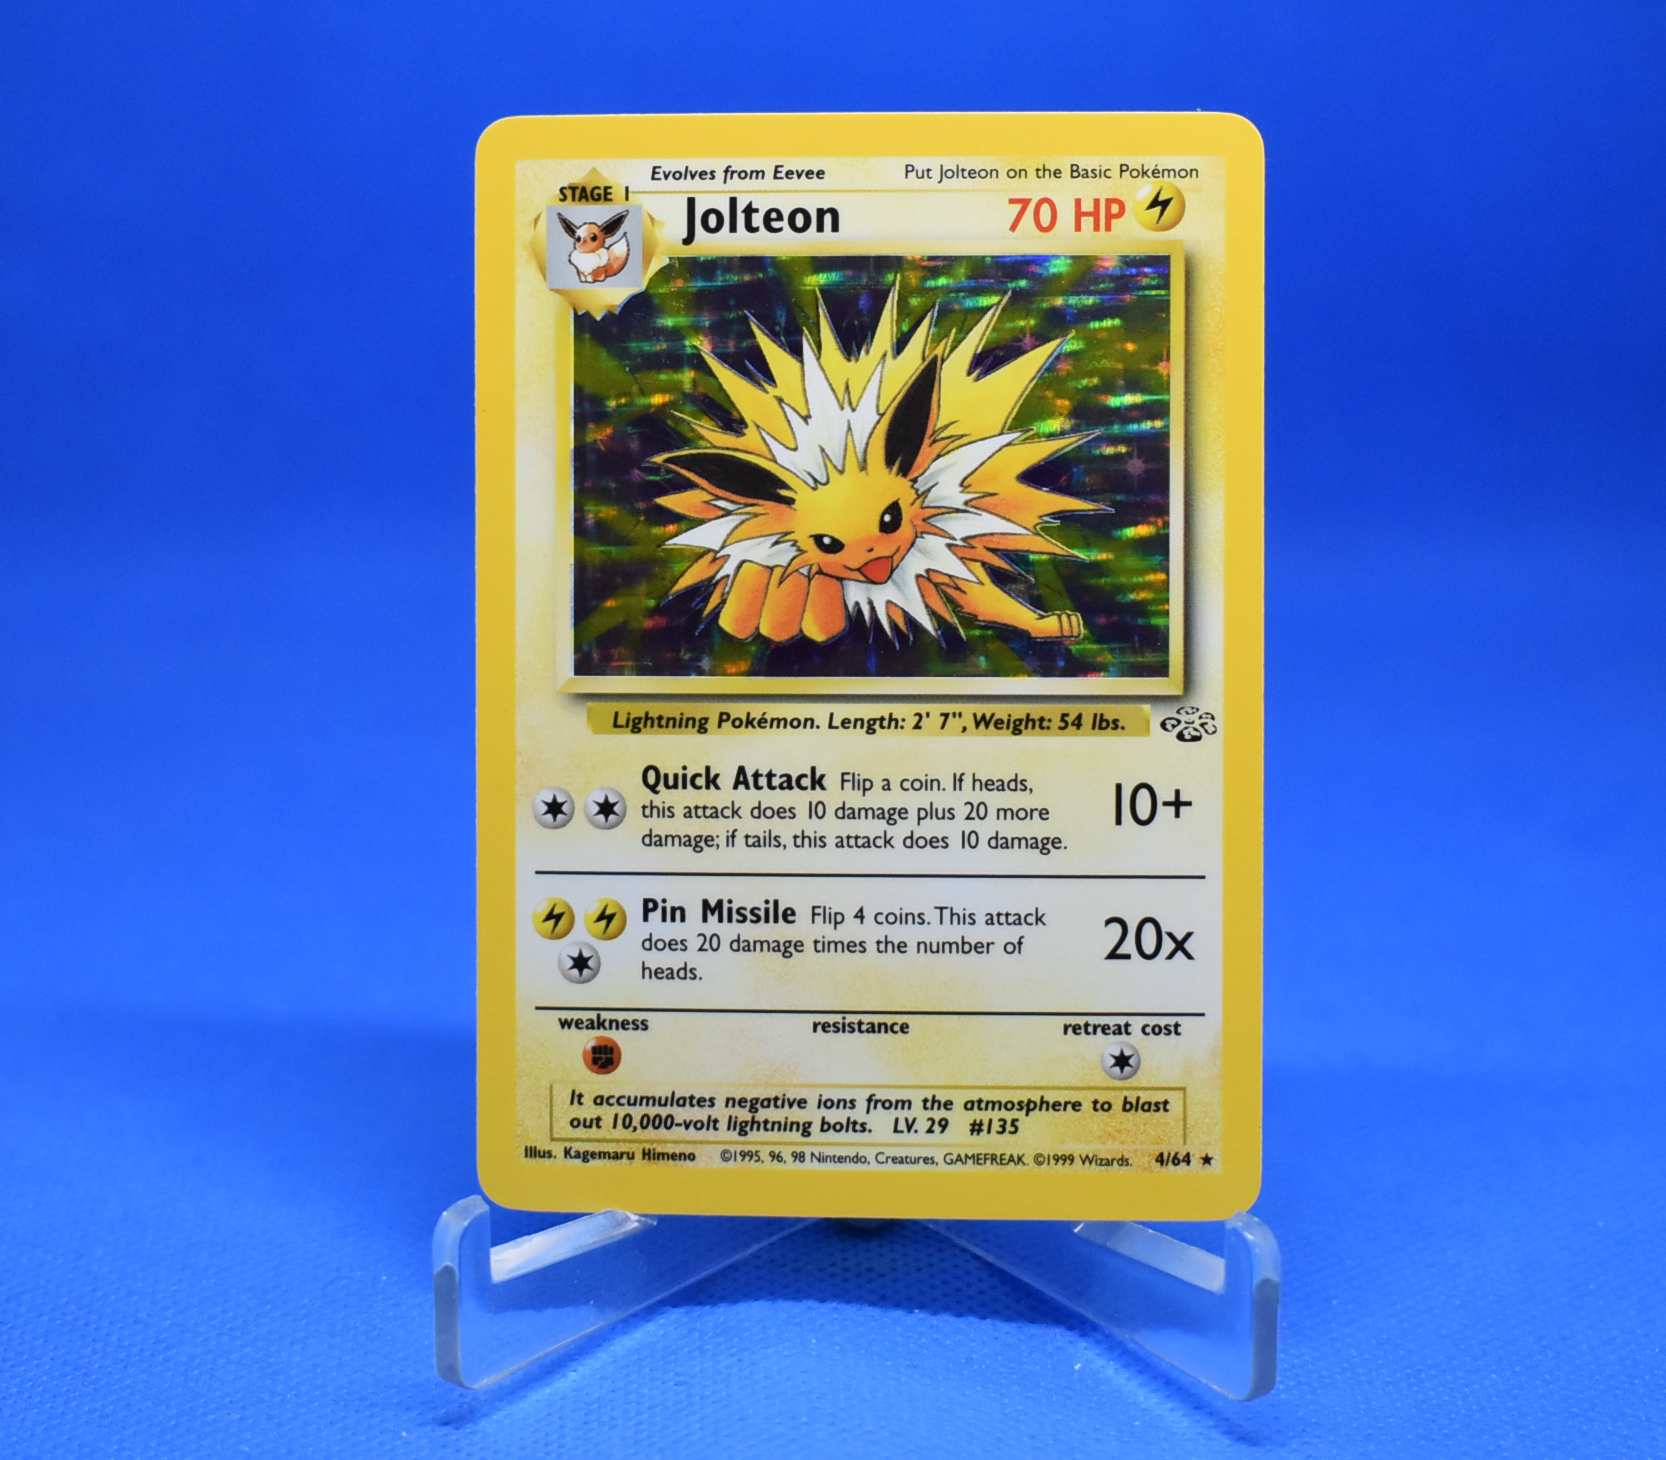 Evolves from Eevee
Put Jolteon on the Basic Pokémon
STAGE 1
Jolteon
70 HP
Lightning Pokémon. Length: 2' 7", Weight: 54 lbs.
Quick Attack Flip a coin. If heads,
this attack does 10 damage plus 20 more
damage; if tails, this attack does 10 damage.
10+
Pin Missile Flip 4 coins. This attack
does 20 damage times the number of
heads.
20x
weakness
resistance
retreat cost
It accumulates negative ions from the atmosphere to blast
out 10,000-volt lightning bolts. LV. 29 #135
Illus. Kagemaru Himeno ©1995, 96, 98 Nintendo, Creatures, GAMEFREAK. ©1999 Wizards. 4/64 ★